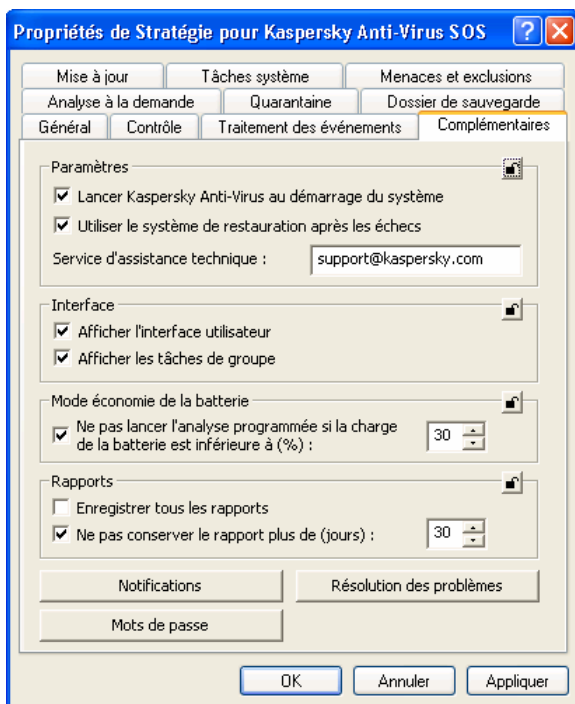 Propriétés de Stratégie pour Kaspersky Anti-Virus SOS
Mise à jour
Tâches système
Menaces et exclusions
Analyse à la demande
Quarantaine
Dossier de sauvegarde
Général
Contrôle
Traitement des événements
Complémentaires
Paramètres
Lancer Kaspersky Anti-Virus au démarrage du système
Utiliser le système de restauration après les échecs
Service d'assistance technique :
support@kaspersky.com
Interface
Afficher l'interface utilisateur
Afficher les tâches de groupe
Mode économie de la batterie
Ne pas lancer l'analyse programmée si la charge
de la batterie est inférieure à (%) :
30
Rapports
Enregistrer tous les rapports
Ne pas conserver le rapport plus de (jours) :
30
Notifications
Résolution des problèmes
Mots de passe
OK
Annuler
Appliquer